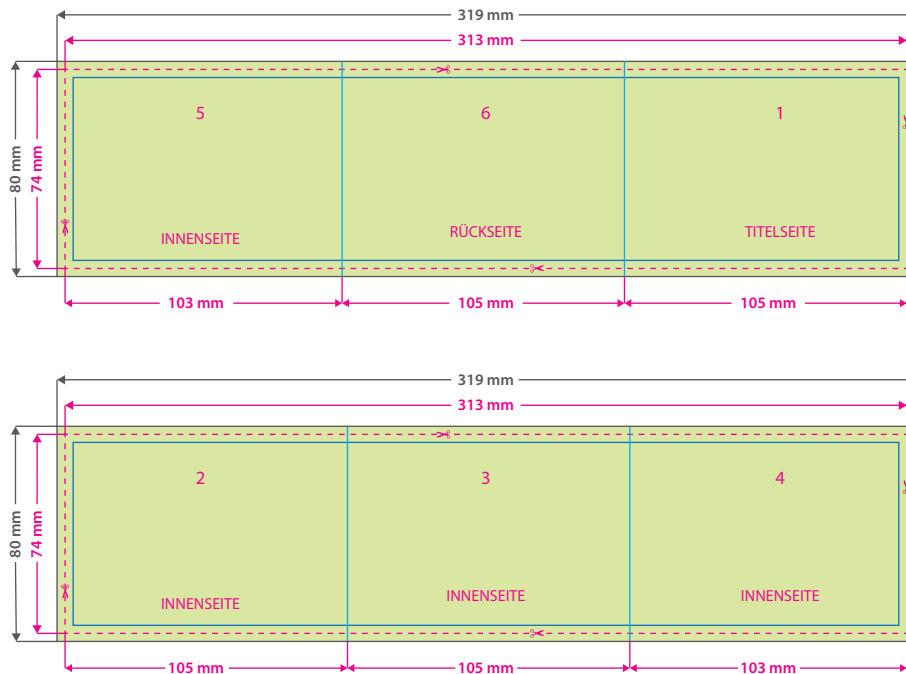 319 mm
313 mm
80 mm
74 mm
5
6
1
INNENSEITE
RÜCKSEITE
TITELSEITE
103 mm
105 mm
105 mm
319 mm
313 mm
80 mm
74 mm
2
3
4
INNENSEITE
INNENSEITE
INNENSEITE
105 mm
105 mm
103 mm